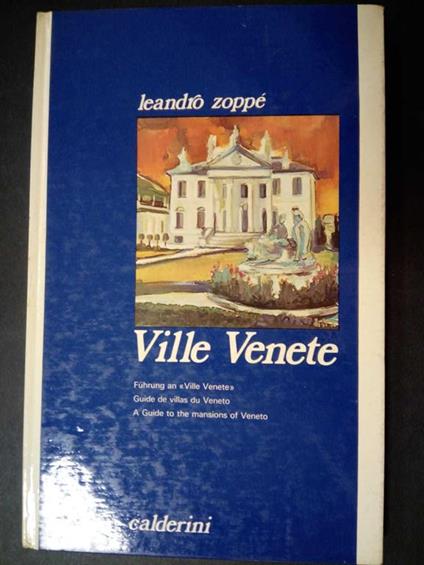 leandro zoppé
Ville Venete
Führung an «Ville Venete»
Guide de villas du Veneto
A Guide to the mansions of Veneto
calderini